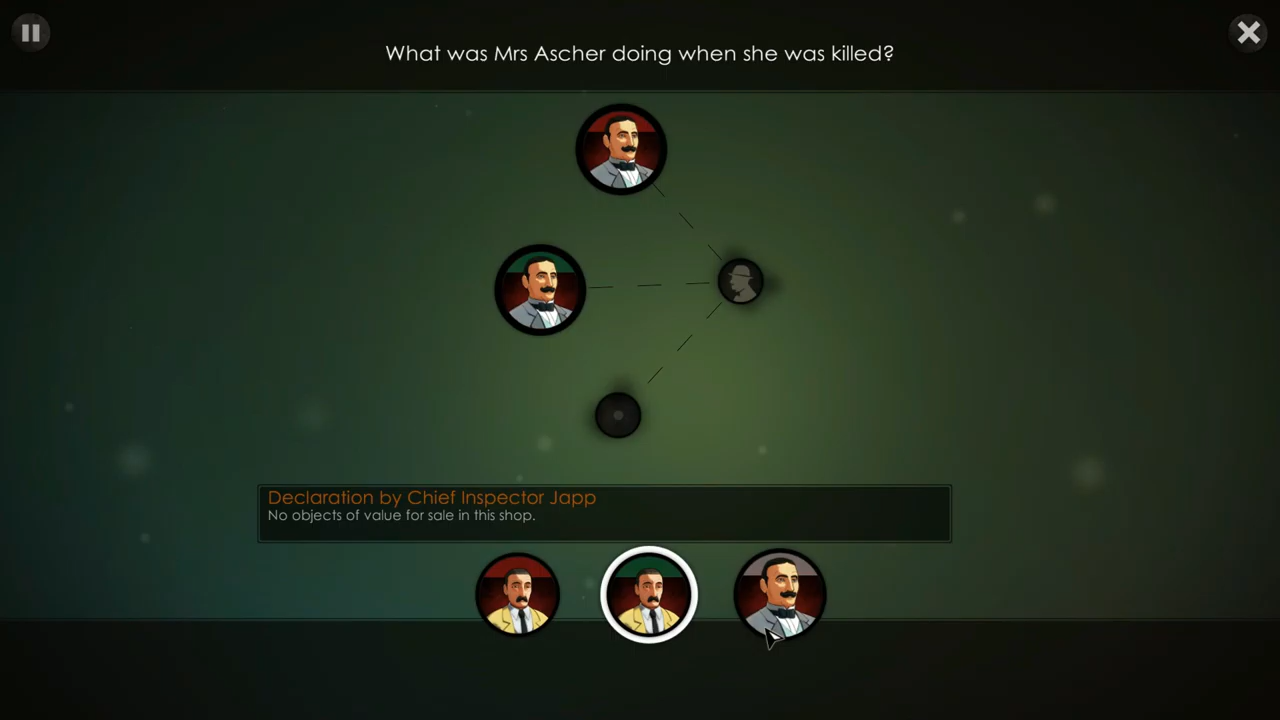 What was Mrs Ascher doing when she was killed?
Declaration by Chief Inspector Japp
No objects of value for sale in this shop.